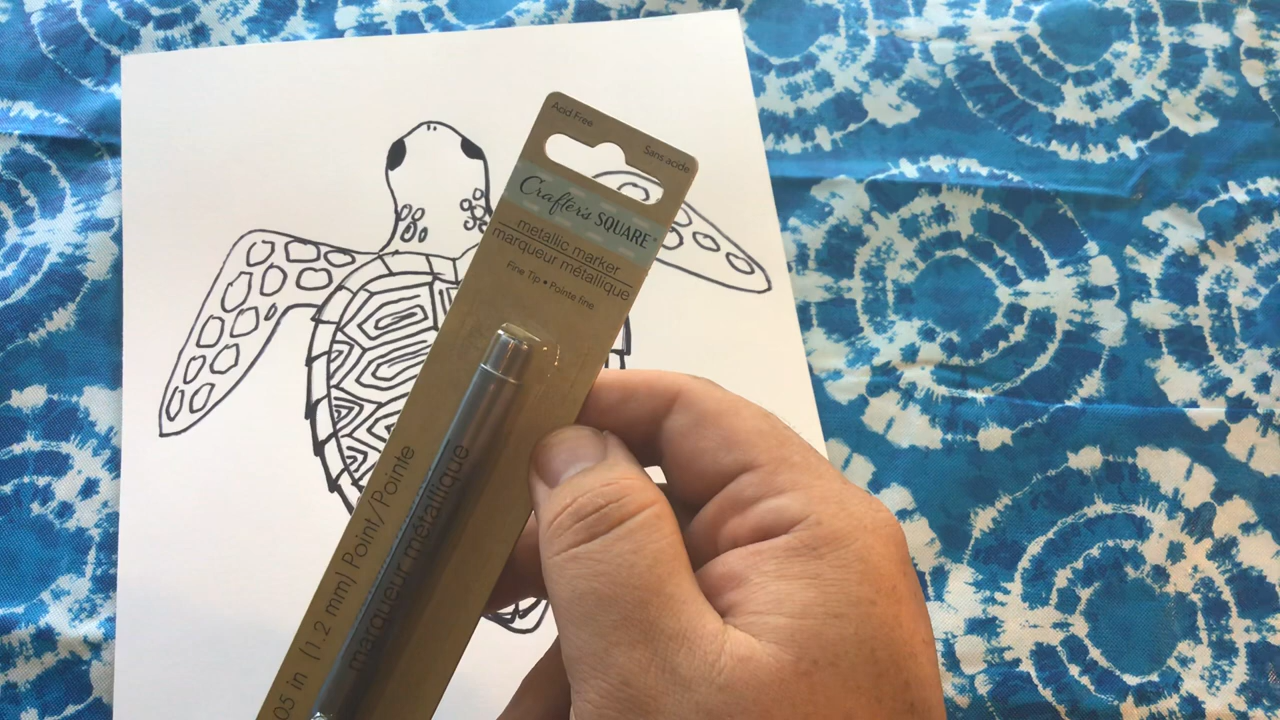 Acid Free
Sans acide
Crafter's SQUARE®
metallic marker
marqueur métallique
Fine Tip • Pointe fine
05 in (1.2 mm) Point/Pointe
marqueur métallique